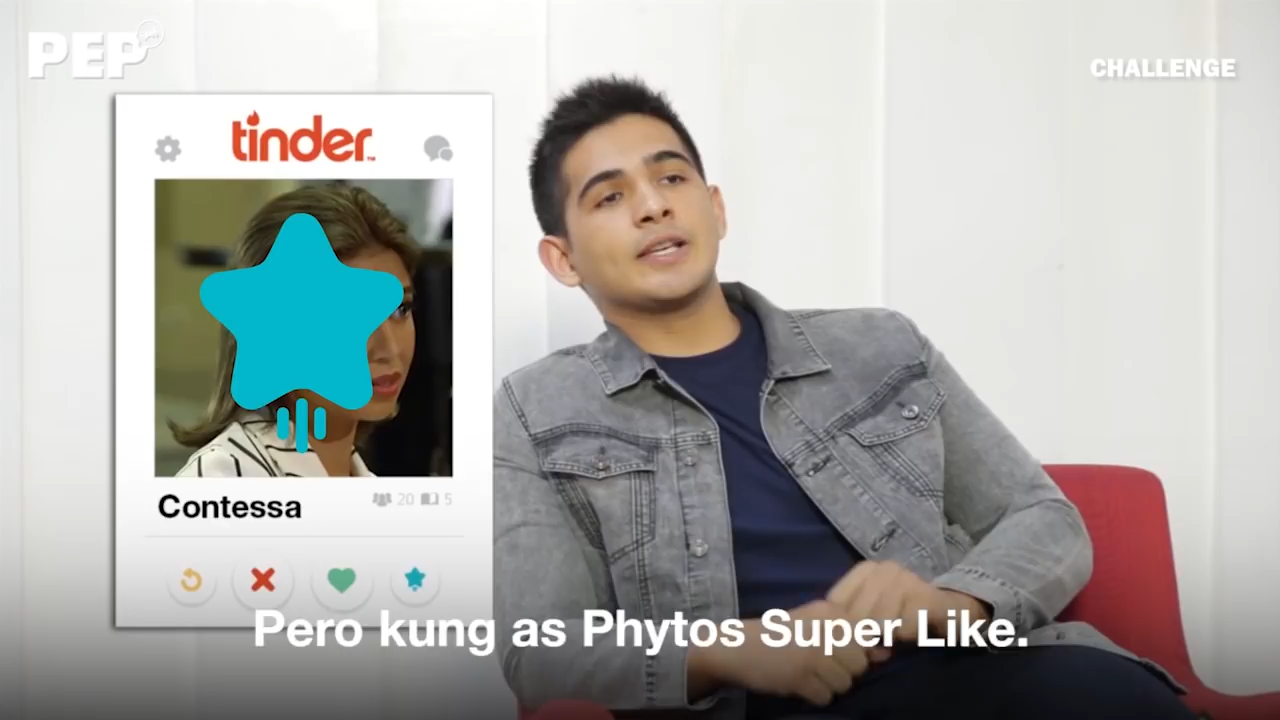 PEP
CHALLENGE
tinder
Contessa
20 5
Pero kung as Phytos Super Like.